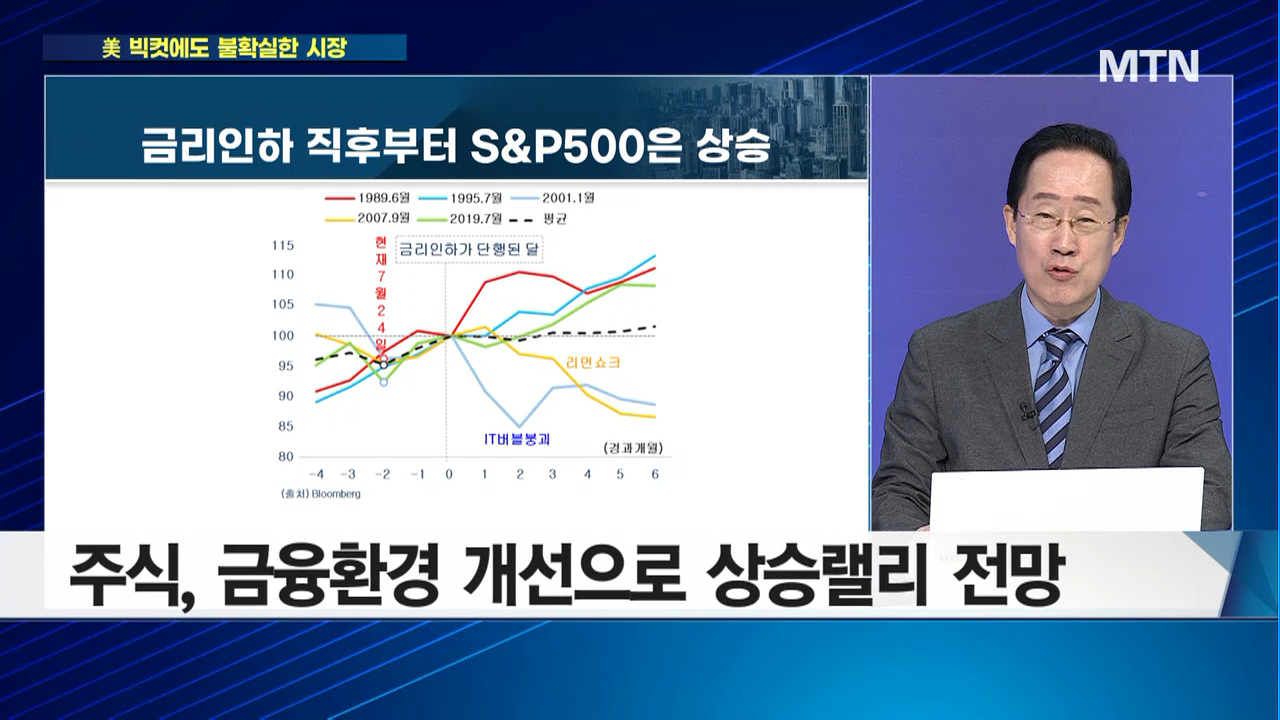 美 빅컷에도 불확실한 시장
MTN
금리인하 직후부터 S&P500은 상승
1989.6월 1995.7월 2001.1월
2007.9월 2019.7월 평균
현재7월24일
금리인하가 단행된 달
115
110
105
100
95
90
85
80
리먼쇼크
IT버블붕괴
(경과개월)
-4 -3 -2 -1 0 1 2 3 4 5 6
(출처) Bloomberg
주식, 금융환경 개선으로 상승랠리 전망